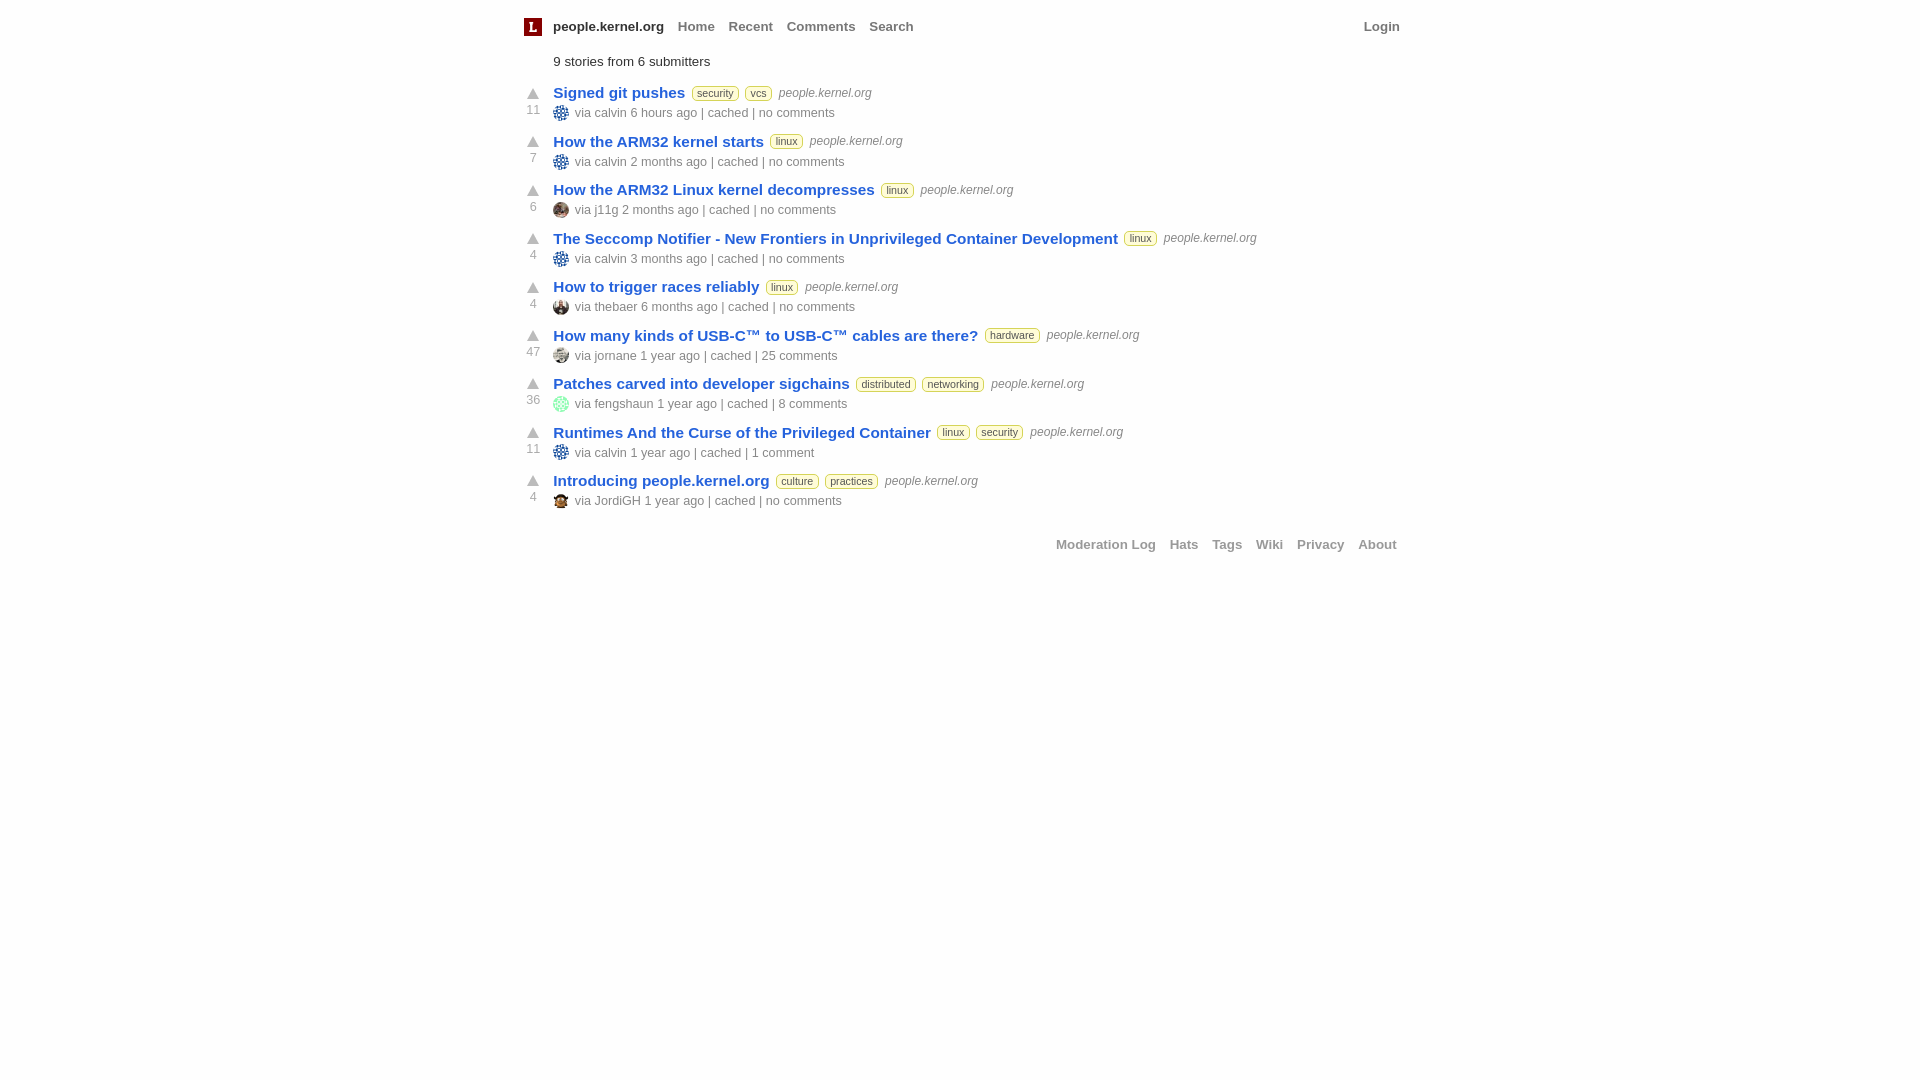 L people.kernel.org Home Recent Comments Search Login
9 stories from 6 submitters
Signed git pushes security vcs people.kernel.org
11
via calvin 6 hours ago | cached | no comments
How the ARM32 kernel starts linux people.kernel.org
7
via calvin 2 months ago | cached | no comments
How the ARM32 Linux kernel decompresses linux people.kernel.org
6
via j11g 2 months ago | cached | no comments
The Seccomp Notifier - New Frontiers in Unprivileged Container Development linux people.kernel.org
4
via calvin 3 months ago | cached | no comments
How to trigger races reliably linux people.kernel.org
4
via thebaer 6 months ago | cached | no comments
How many kinds of USB-C™ to USB-C™ cables are there? hardware people.kernel.org
47
via jornane 1 year ago | cached | 25 comments
Patches carved into developer sigchains distributed networking people.kernel.org
36
via fengshaun 1 year ago | cached | 8 comments
Runtimes And the Curse of the Privileged Container linux security people.kernel.org
11
via calvin 1 year ago | cached | 1 comment
Introducing people.kernel.org culture practices people.kernel.org
4
via JordiGH 1 year ago | cached | no comments
Moderation Log Hats Tags Wiki Privacy About